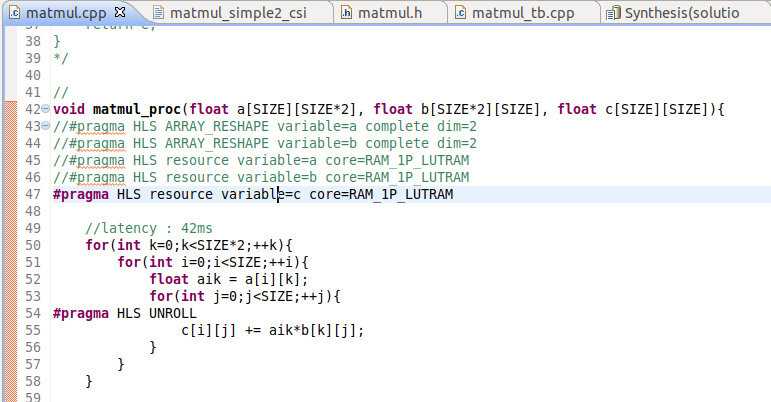 matmul.cpp matmul_simple2_csi matmul.h matmul_tb.cpp Synthesis(solutio
37 return c;
38 }
39 */
40
41 //
42 void matmul_proc(float a[SIZE][SIZE*2], float b[SIZE*2][SIZE], float c[SIZE][SIZE]){
43 //#pragma HLS ARRAY_RESHAPE variable=a complete dim=2
44 //#pragma HLS ARRAY_RESHAPE variable=b complete dim=2
45 //#pragma HLS resource variable=a core=RAM_1P_LUTRAM
46 //#pragma HLS resource variable=b core=RAM_1P_LUTRAM
47 #pragma HLS resource variable=c core=RAM_1P_LUTRAM
48
49 //latency : 42ms
50 for(int k=0;k<SIZE*2;++k){
51 for(int i=0;i<SIZE;++i){
52 float aik = a[i][k];
53 for(int j=0;j<SIZE;++j){
54 #pragma HLS UNROLL
55 c[i][j] += aik*b[k][j];
56 }
57 }
58 }
59